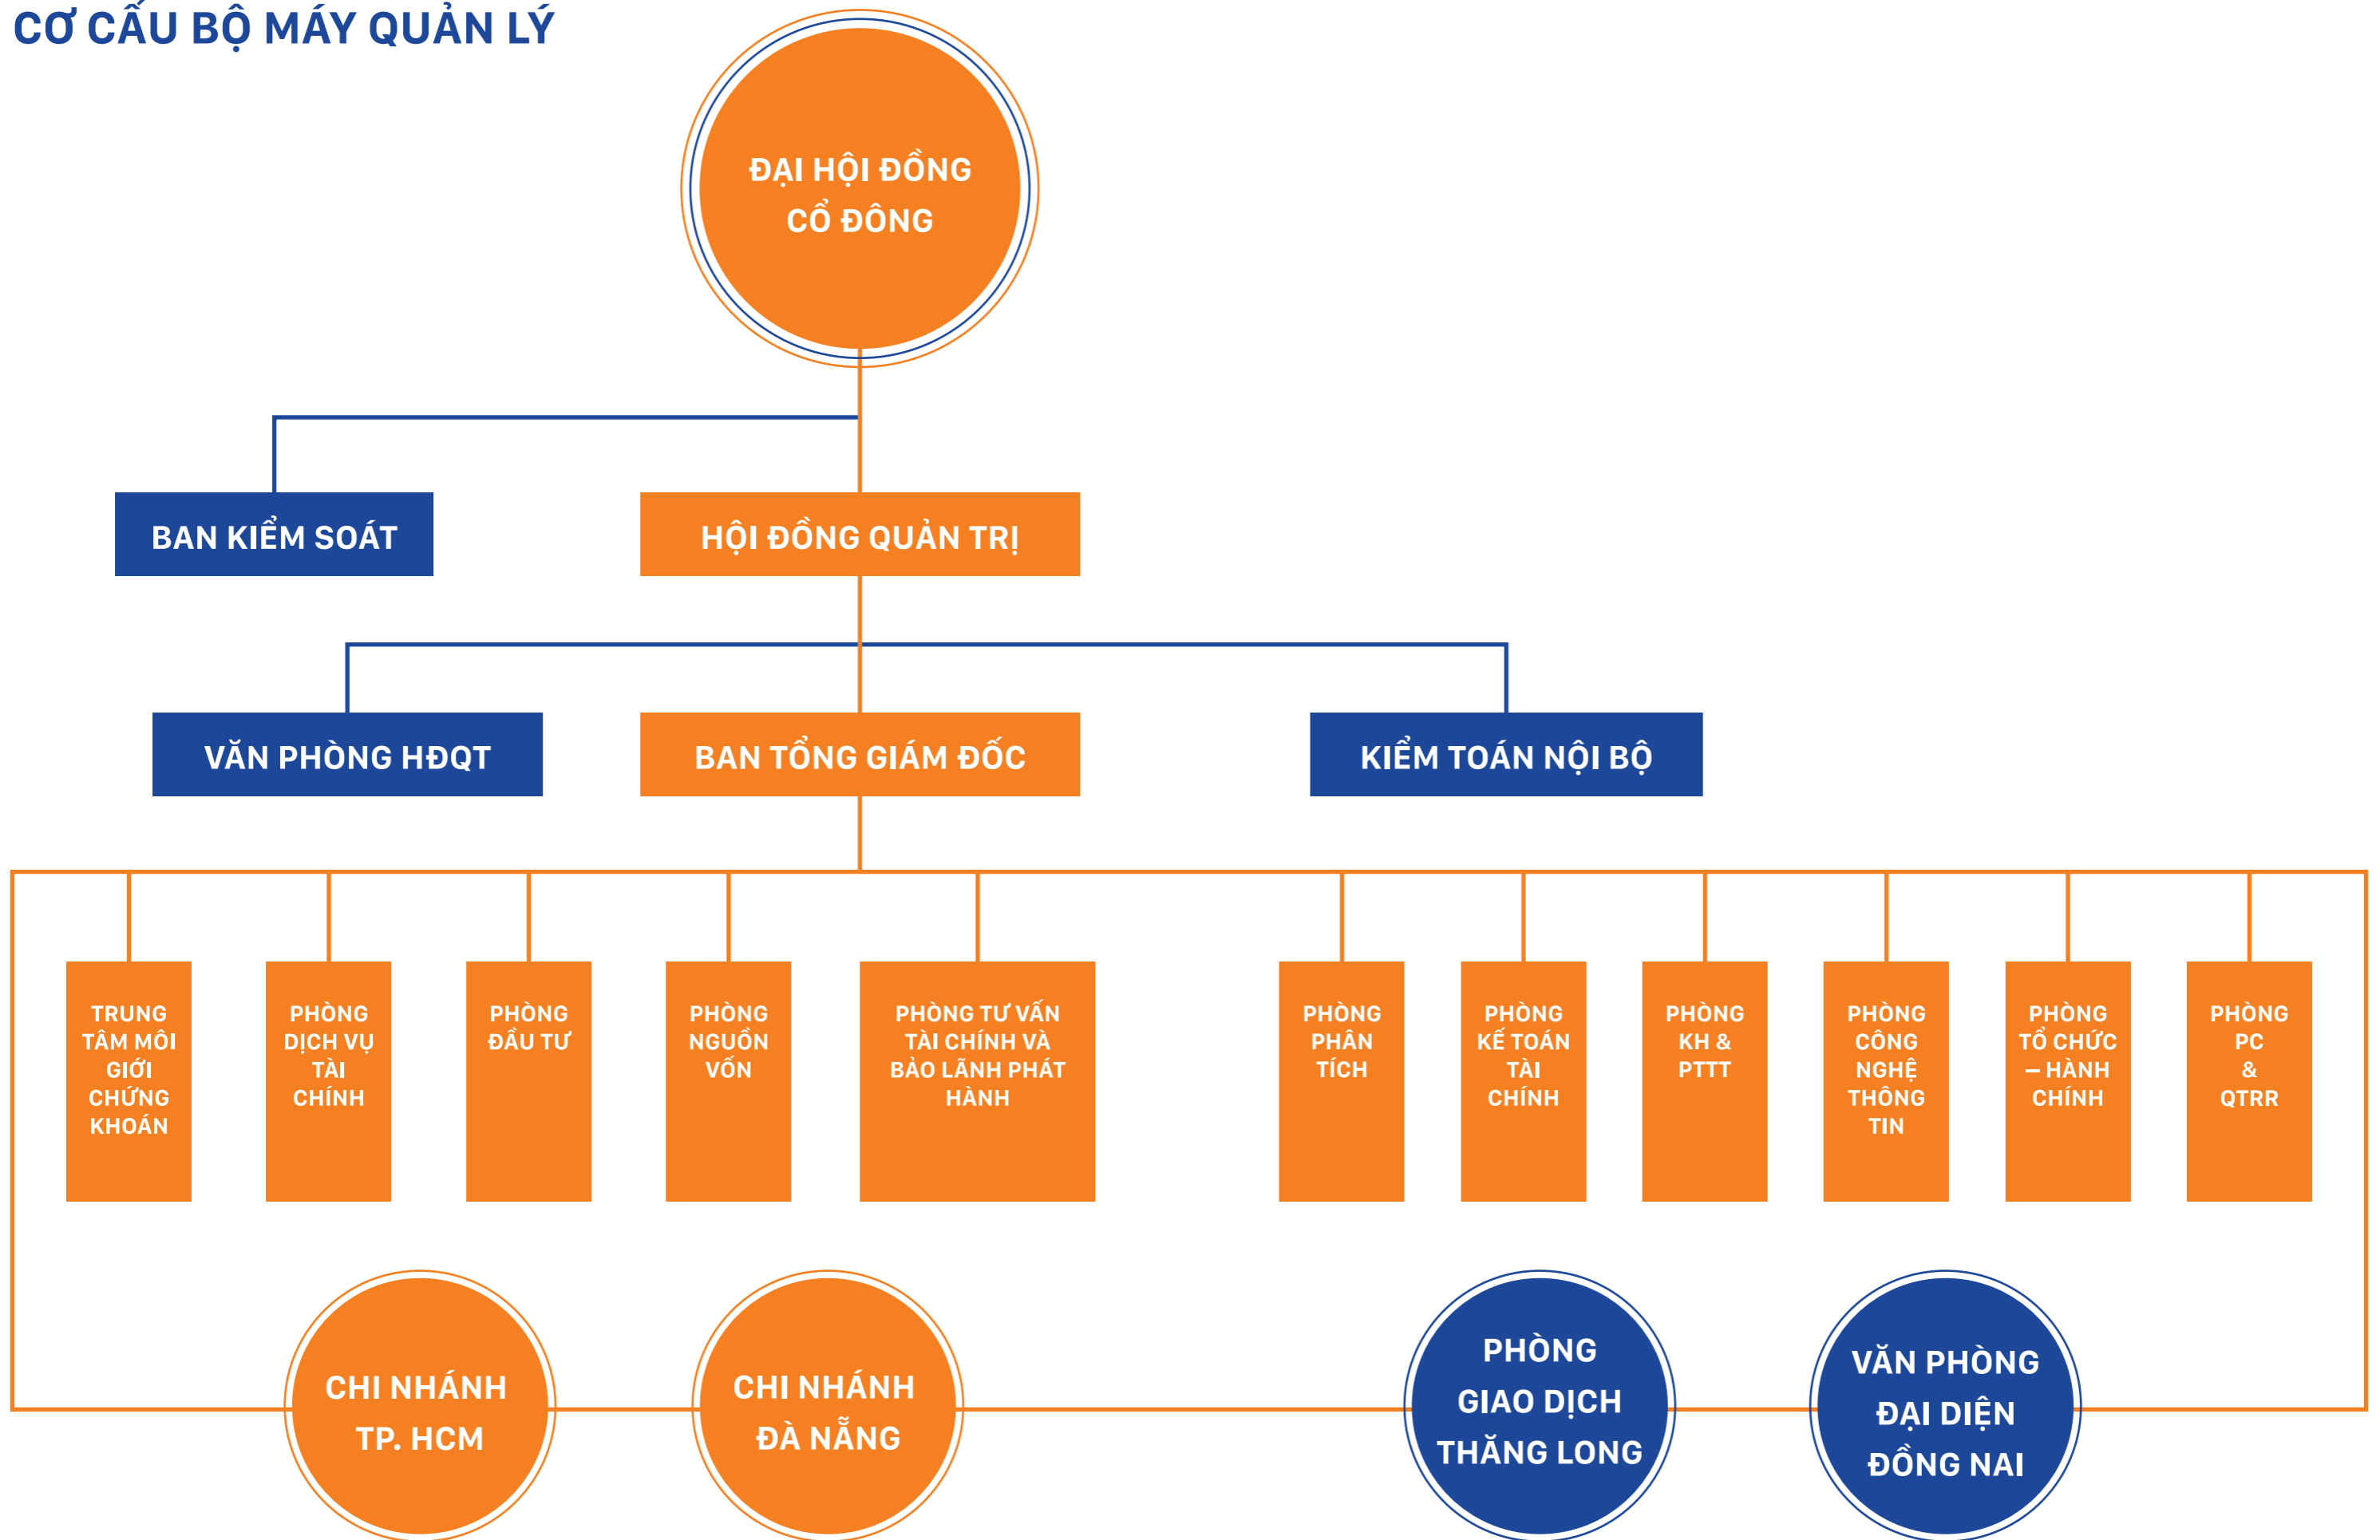 CƠ CẤU BỘ MÁY QUẢN LÝ
ĐẠI HỘI ĐỒNG
CỔ ĐÔNG
BAN KIỂM SOÁT
HỘI ĐỒNG QUẢN TRỊ
VĂN PHÒNG HĐQT
BAN TỔNG GIÁM ĐỐC
KIỂM TOÁN NỘI BỘ
TRUNG
TÂM MÔI
GIỚI
CHỨNG
KHOÁN
PHÒNG
DỊCH VỤ
TÀI
CHÍNH
PHÒNG
ĐẦU TƯ
PHÒNG
NGUỒN
VỐN
PHÒNG TƯ VẤN
TÀI CHÍNH VÀ
BẢO LÃNH PHÁT
HÀNH
PHÒNG
PHÂN
TÍCH
PHÒNG
KẾ TOÁN
TÀI
CHÍNH
PHÒNG
KH &
PTTT
PHÒNG
CÔNG
NGHỆ
THÔNG
TIN
PHÒNG
TỔ CHỨC
– HÀNH
CHÍNH
PHÒNG
PC
&
QTRR
CHI NHÁNH
TP. HCM
CHI NHÁNH
ĐÀ NẴNG
PHÒNG
GIAO DỊCH
THĂNG LONG
VĂN PHÒNG
ĐẠI DIỆN
ĐỒNG NAI